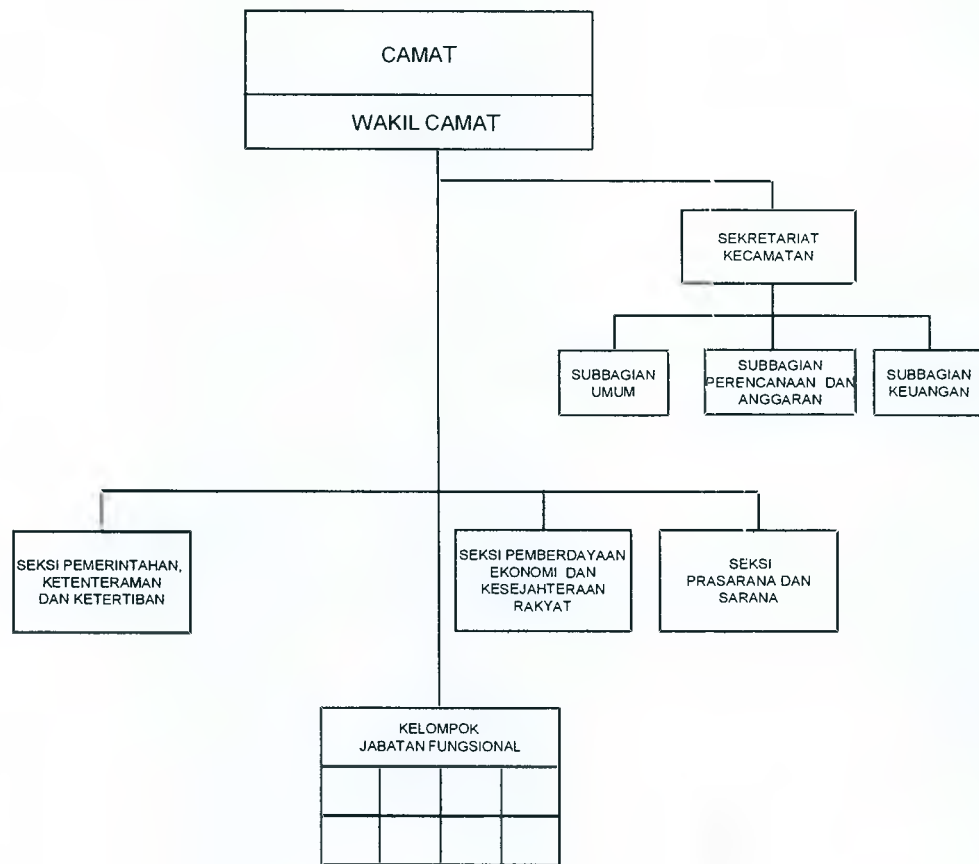 CAMAT
WAKIL CAMAT
SEKRETARIAT
KECAMATAN
SUBBAGIAN
UMUM
SUBBAGIAN
PERENCANAAN DAN
ANGGARAN
SUBBAGIAN
KEUANGAN
SEKSI PEMERINTAHAN,
KETENTERAMAN
DAN KETERTIBAN
SEKSI PEMBERDAYAAN
EKONOMI DAN
KESEJAHTERAAN
RAKYAT
SEKSI
PRASARANA DAN
SARANA
KELOMPOK
JABATAN FUNGSIONAL